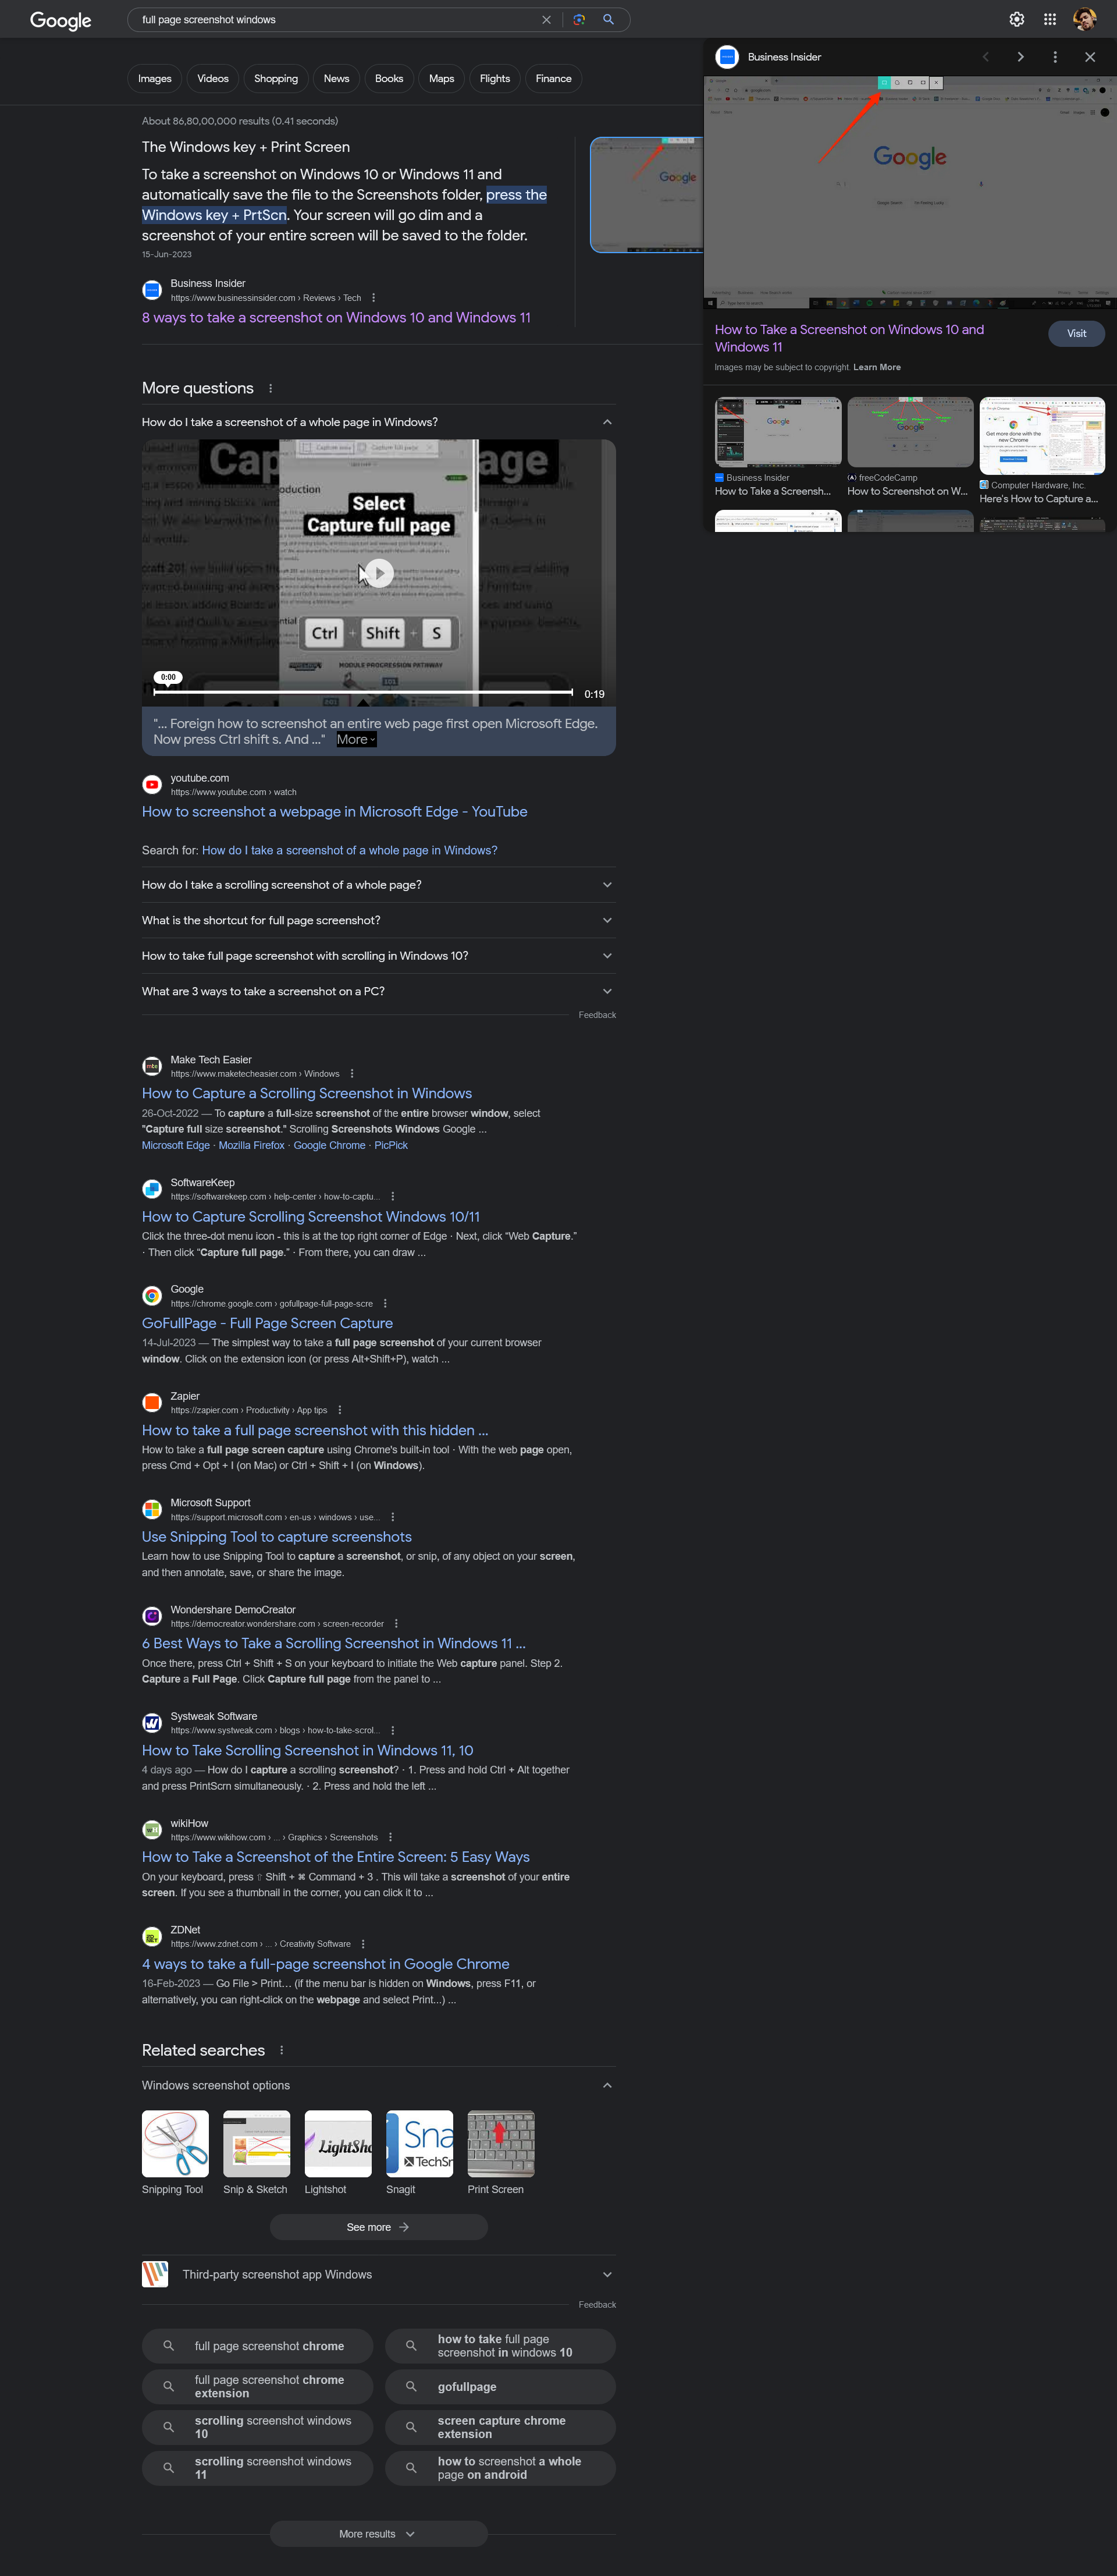 Google
full page screenshot windows
Images
Videos
Shopping
News
Books
Maps
Flights
Finance
About 86,80,00,000 results (0.41 seconds)
The Windows key + Print Screen
To take a screenshot on Windows 10 or Windows 11 and
automatically save the file to the Screenshots folder, press the
Windows key + PrtScn. Your screen will go dim and a
screenshot of your entire screen will be saved to the folder.
15-Jun-2023
Business Insider
https://www.businessinsider.com › Reviews › Tech
8 ways to take a screenshot on Windows 10 and Windows 11
Google
Business Insider
Google
How to Take a Screenshot on Windows 10 and
Windows 11
Visit
Images may be subject to copyright. Learn More
Business Insider
How to Take a Screensh...
freeCodeCamp
How to Screenshot on W...
Get more done with the
new Chrome
Computer Hardware, Inc.
Here's How to Capture a...
More questions
How do I take a screenshot of a whole page in Windows?
Select
Capture full page
Ctrl + Shift + S
MODULE PROGRESSION PATHWAY
0:00
0:19
"... Foreign how to screenshot an entire web page first open Microsoft Edge.
Now press Ctrl shift s. And ..." More
youtube.com
https://www.youtube.com › watch
How to screenshot a webpage in Microsoft Edge - YouTube
Search for: How do I take a screenshot of a whole page in Windows?
How do I take a scrolling screenshot of a whole page?
What is the shortcut for full page screenshot?
How to take full page screenshot with scrolling in Windows 10?
What are 3 ways to take a screenshot on a PC?
Feedback
Make Tech Easier
https://www.maketecheasier.com › Windows
How to Capture a Scrolling Screenshot in Windows
26-Oct-2022 — To capture a full-size screenshot of the entire browser window, select
"Capture full size screenshot." Scrolling Screenshots Windows Google ...
Microsoft Edge · Mozilla Firefox · Google Chrome · PicPick
SoftwareKeep
https://softwarekeep.com › help-center › how-to-captu...
How to Capture Scrolling Screenshot Windows 10/11
Click the three-dot menu icon - this is at the top right corner of Edge · Next, click “Web Capture.”
· Then click “Capture full page.” · From there, you can draw ...
Google
https://chrome.google.com › gofullpage-full-page-scre
GoFullPage - Full Page Screen Capture
14-Jul-2023 — The simplest way to take a full page screenshot of your current browser
window. Click on the extension icon (or press Alt+Shift+P), watch ...
Zapier
https://zapier.com › Productivity › App tips
How to take a full page screenshot with this hidden ...
How to take a full page screen capture using Chrome's built-in tool · With the web page open,
press Cmd + Opt + I (on Mac) or Ctrl + Shift + I (on Windows).
Microsoft Support
https://support.microsoft.com › en-us › windows › use...
Use Snipping Tool to capture screenshots
Learn how to use Snipping Tool to capture a screenshot, or snip, of any object on your screen,
and then annotate, save, or share the image.
Wondershare DemoCreator
https://democreator.wondershare.com › screen-recorder
6 Best Ways to Take a Scrolling Screenshot in Windows 11 ...
Once there, press Ctrl + Shift + S on your keyboard to initiate the Web capture panel. Step 2.
Capture a Full Page. Click Capture full page from the panel to ...
Systweak Software
https://www.systweak.com › blogs › how-to-take-scrol...
How to Take Scrolling Screenshot in Windows 11, 10
4 days ago — How do I capture a scrolling screenshot? · 1. Press and hold Ctrl + Alt together
and press PrintScrn simultaneously. · 2. Press and hold the left ...
wikiHow
https://www.wikihow.com › ... › Graphics › Screenshots
How to Take a Screenshot of the Entire Screen: 5 Easy Ways
On your keyboard, press ⇧ Shift + ⌘ Command + 3 . This will take a screenshot of your entire
screen. If you see a thumbnail in the corner, you can click it to ...
ZDNet
https://www.zdnet.com › ... › Creativity Software
4 ways to take a full-page screenshot in Google Chrome
16-Feb-2023 — Go File > Print… (if the menu bar is hidden on Windows, press F11, or
alternatively, you can right-click on the webpage and select Print...) ...
Related searches
Windows screenshot options
LightSho
Sna
TechSm
Snipping Tool
Snip & Sketch
Lightshot
Snagit
Print Screen
See more
Third-party screenshot app Windows
Feedback
full page screenshot chrome
how to take full page
screenshot in windows 10
full page screenshot chrome
extension
gofullpage
scrolling screenshot windows
10
screen capture chrome
extension
scrolling screenshot windows
11
how to screenshot a whole
page on android
More results